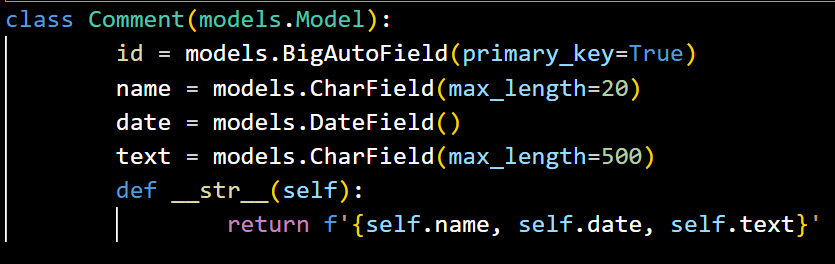 class Comment(models.Model):
id = models.BigAutoField(primary_key=True)
name = models.CharField(max_length=20)
date = models.DateField()
text = models.CharField(max_length=500)
def __str__(self):
return f'{self.name, self.date, self.text}'